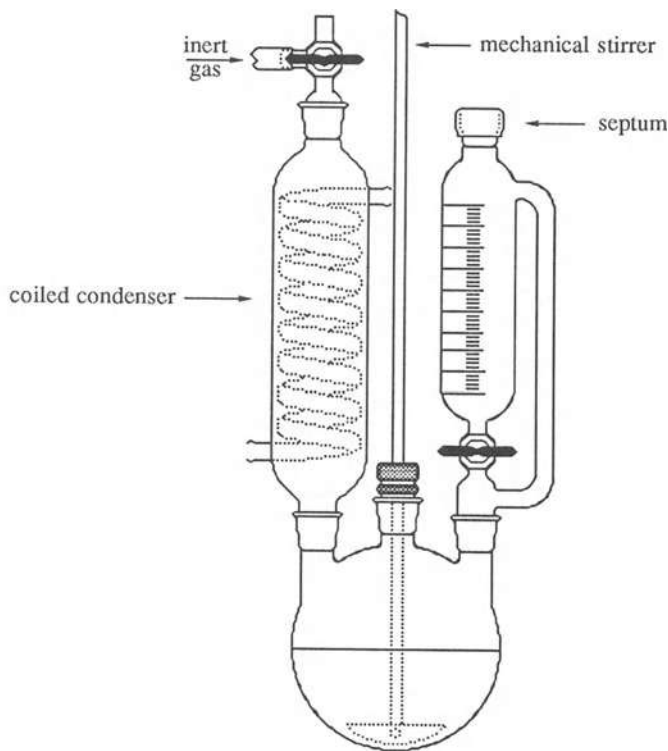 inert
gas
mechanical stirrer
septum
coiled condenser